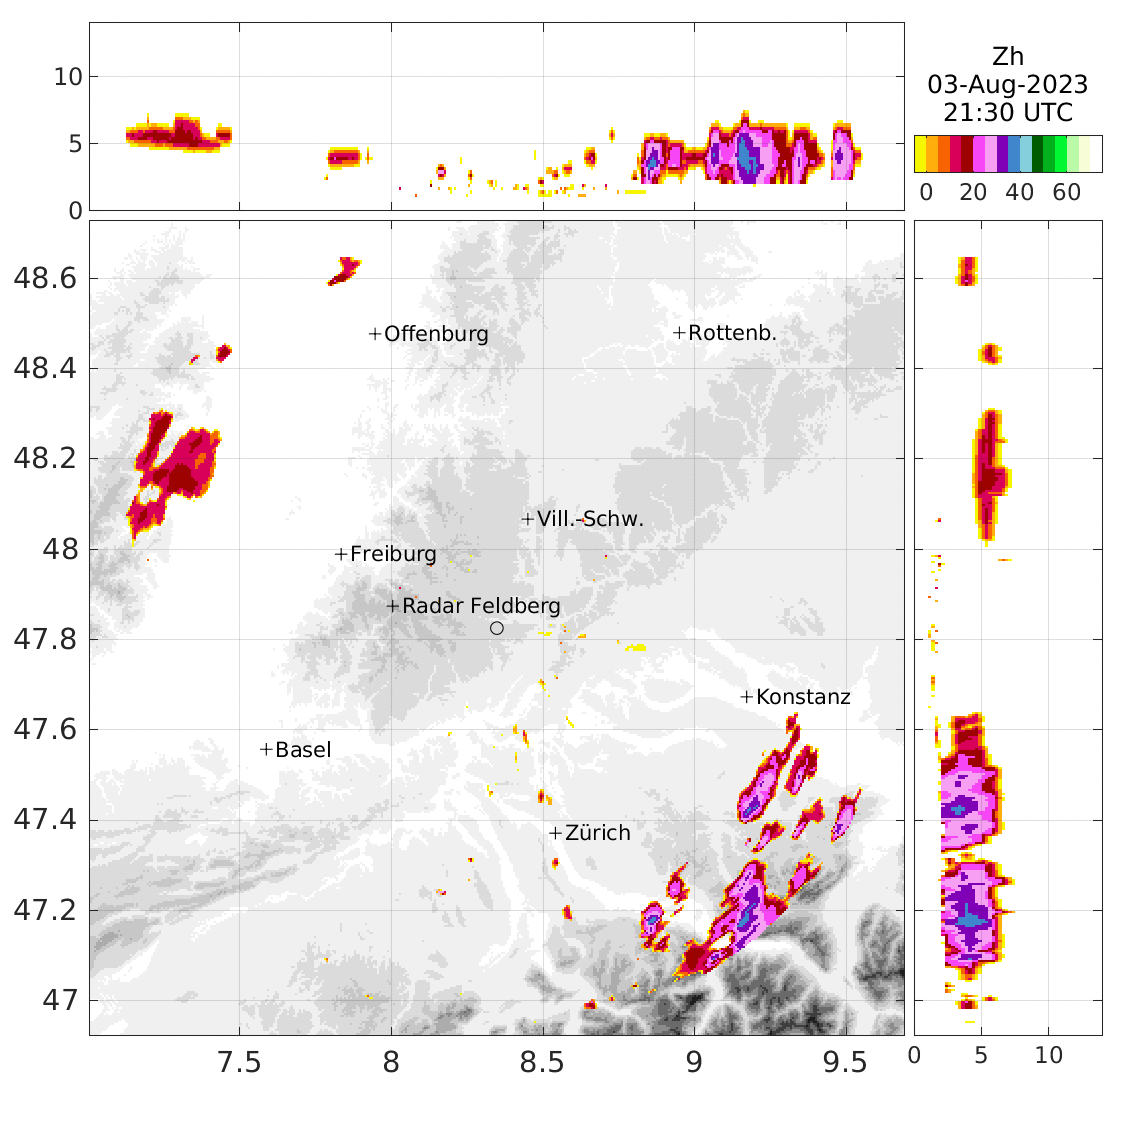 10
5
0
Zh
03-Aug-2023
21:30 UTC
0 20 40 60
48.6
48.4
48.2
48
47.8
47.6
47.4
47.2
47
Offenburg
Rottenb.
Vill.-Schw.
Freiburg
Radar Feldberg
Konstanz
Basel
Zürich
7.5 8 8.5 9 9.5
0 5 10